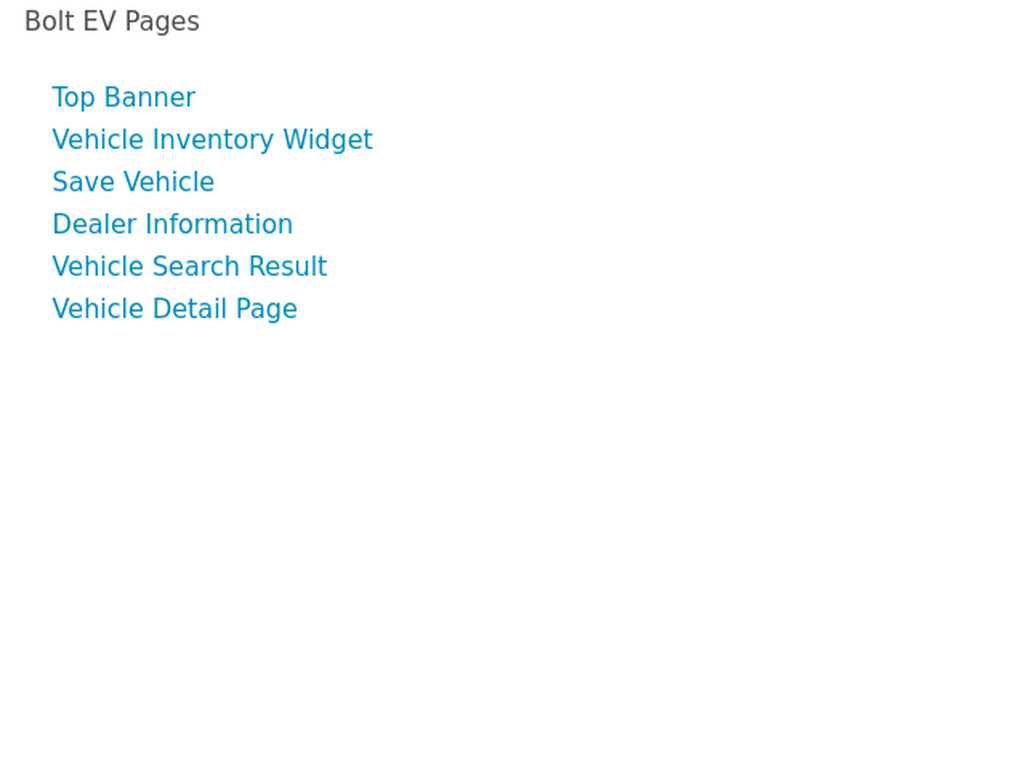 Bolt EV Pages
Top Banner
Vehicle Inventory Widget
Save Vehicle
Dealer Information
Vehicle Search Result
Vehicle Detail Page